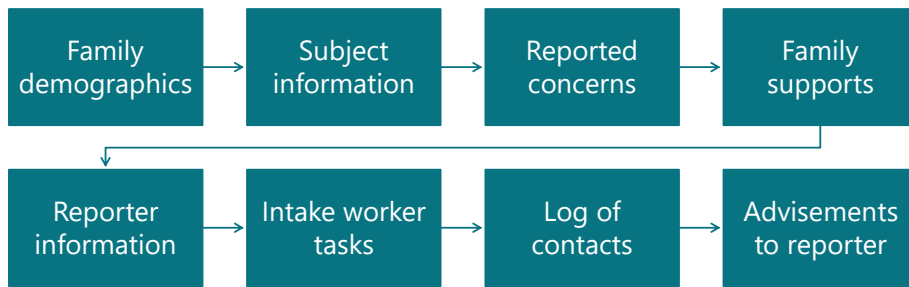 Family
demographics
Subject
information
Reported
concerns
Family
supports
Reporter
information
Intake worker
tasks
Log of
contacts
Advisements
to reporter